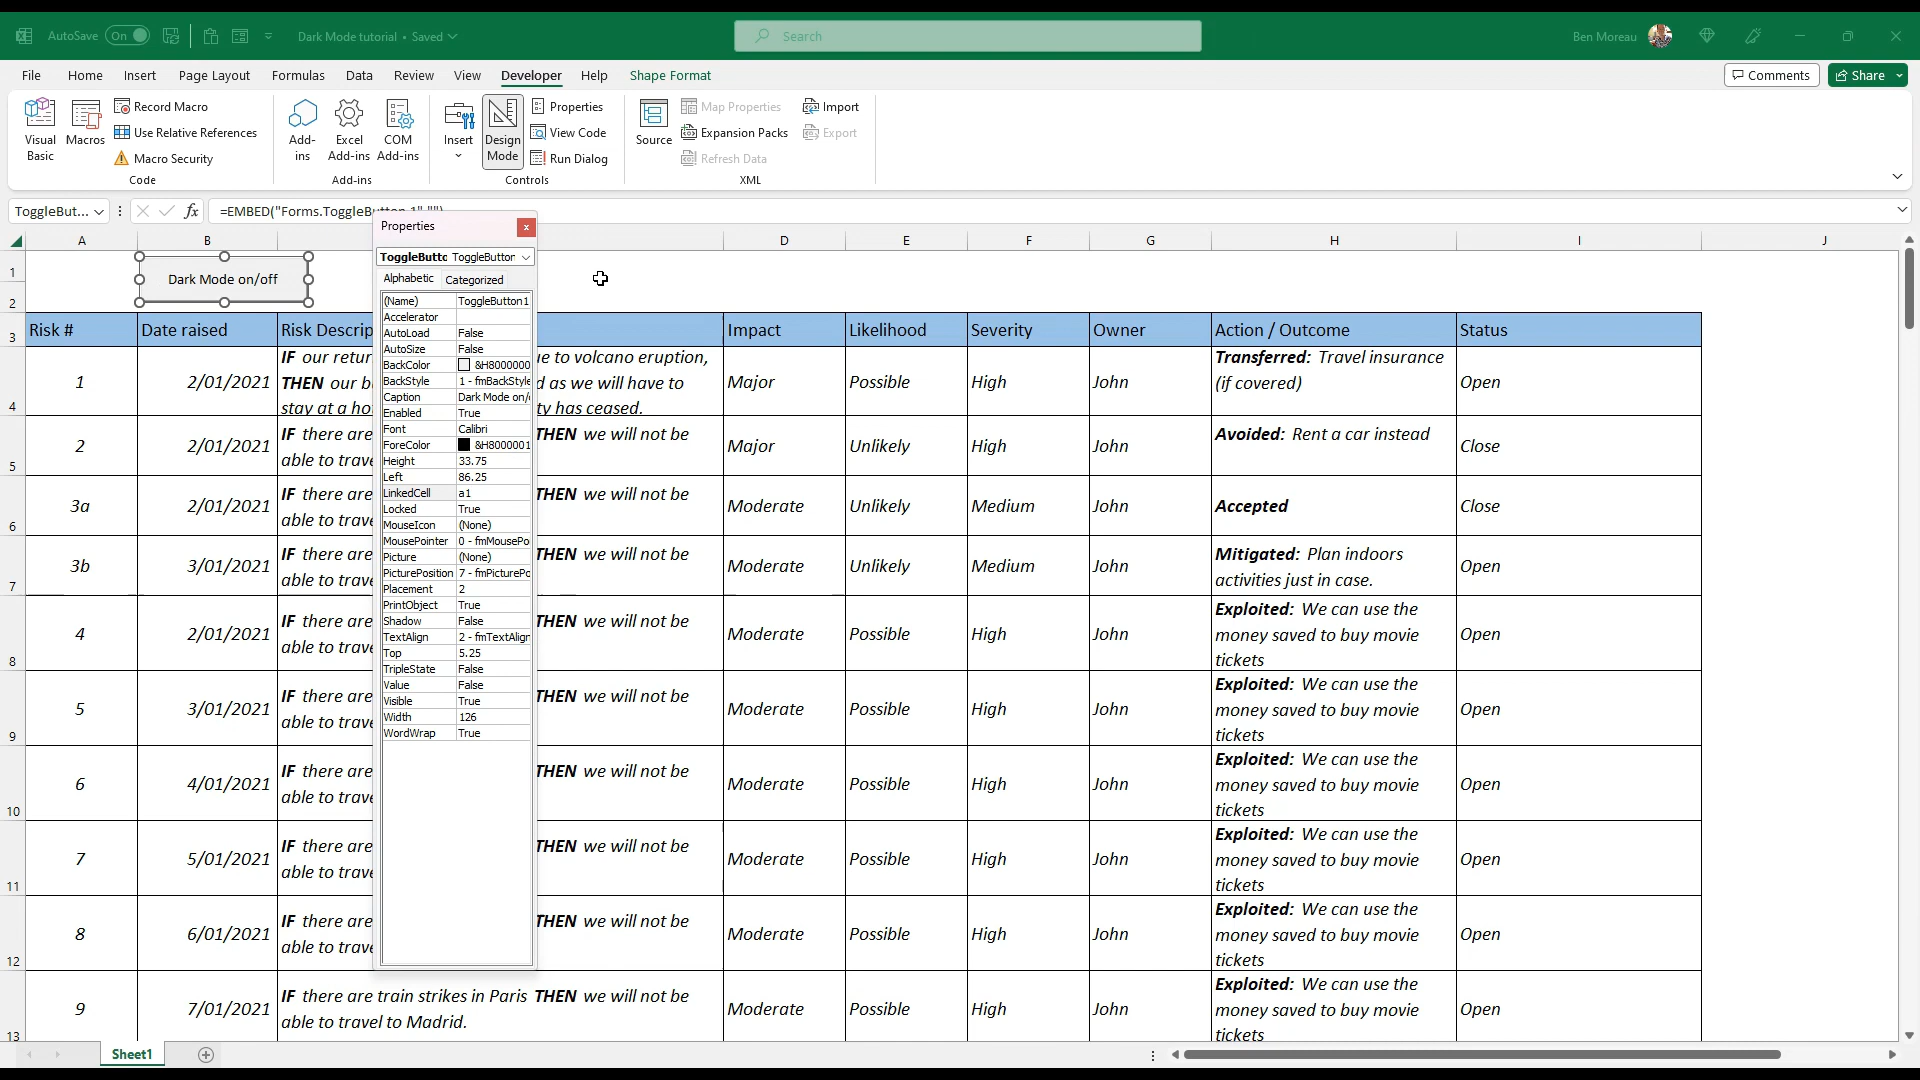 AutoSave On Dark Mode tutorial • Saved Search Ben Moreau
File Home Insert Page Layout Formulas Data Review View Developer Help Shape Format Comments Share
Visual Basic
Macros
Record Macro
Use Relative References
Macro Security
Code
Add-ins
Excel Add-ins
COM Add-ins
Add-ins
Insert
Design Mode
Properties
View Code
Run Dialog
Controls
Source
Map Properties
Expansion Packs
Refresh Data
Import
Export
XML
ToggleBut... fx =EMBED("Forms.ToggleButton.1","")
A B D E F G H I J
1
2
Dark Mode on/off
3 Risk # Date raised Risk Descrip Impact Likelihood Severity Owner Action / Outcome Status
4 1 2/01/2021 Major Possible High John Open
IF our retur ue to volcano eruption,
THEN our b d as we will have to
stay at a ho ty has ceased.
Transferred: Travel insurance
(if covered)
5 2 2/01/2021 Major Unlikely High John Close
IF there are THEN we will not be
able to trave
Avoided: Rent a car instead
6 3a 2/01/2021 Moderate Unlikely Medium John Accepted Close
IF there are THEN we will not be
able to trave
7 3b 3/01/2021 Moderate Unlikely Medium John Open
IF there are THEN we will not be
able to trave
Mitigated: Plan indoors
activities just in case.
8 4 2/01/2021 Moderate Possible High John Open
IF there are THEN we will not be
able to trave
Exploited: We can use the
money saved to buy movie
tickets
9 5 3/01/2021 Moderate Possible High John Open
IF there are THEN we will not be
able to trave
Exploited: We can use the
money saved to buy movie
tickets
10 6 4/01/2021 Moderate Possible High John Open
IF there are THEN we will not be
able to trave
Exploited: We can use the
money saved to buy movie
tickets
11 7 5/01/2021 Moderate Possible High John Open
IF there are THEN we will not be
able to trave
Exploited: We can use the
money saved to buy movie
tickets
12 8 6/01/2021 Moderate Possible High John Open
IF there are THEN we will not be
able to trave
Exploited: We can use the
money saved to buy movie
tickets
13 9 7/01/2021 Moderate Possible High John Open
IF there are train strikes in Paris THEN we will not be
able to travel to Madrid.
Exploited: We can use the
money saved to buy movie
tickets
Properties x
ToggleButto ToggleButton
Alphabetic Categorized
(Name) ToggleButton1
Accelerator
AutoLoad False
AutoSize False
BackColor &H8000000
BackStyle 1 - fmBackStyle
Caption Dark Mode on/
Enabled True
Font Calibri
ForeColor &H8000001
Height 33.75
Left 86.25
LinkedCell a1
Locked True
MouseIcon (None)
MousePointer 0 - fmMousePo
Picture (None)
PicturePosition 7 - fmPicturePo
Placement 2
PrintObject True
Shadow False
TextAlign 2 - fmTextAlign
Top 5.25
TripleState False
Value False
Visible True
Width 126
WordWrap True
Sheet1